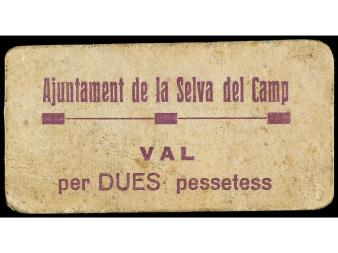 Ajuntament de la Selva del Camp
VAL
per DUES pessetess